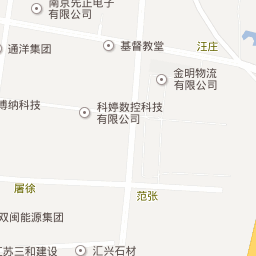 南京先正电子
有限公司
通洋集团
基督教堂
汪庄
金明物流
有限公司
博纳科技
科婷数控科技
有限公司
屠徐
范张
双闽能源集团
江苏三和建设
汇兴石材